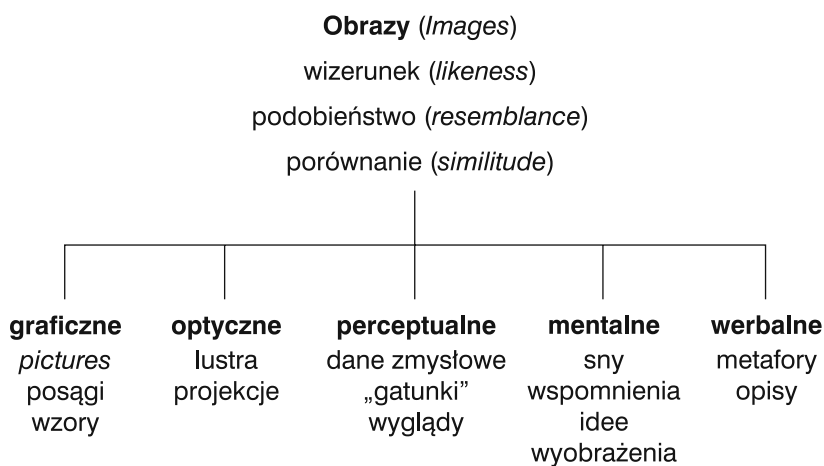 Obrazy (Images)
wizerunek (likeness)
podobieństwo (resemblance)
porównanie (similitude)
graficzne
pictures
posągi
wzory
optyczne
lustra
projekcje
perceptualne
dane zmysłowe
„gatunki”
wyglądy
mentalne
sny
wspomnienia
idee
wyobrażenia
werbalne
metafory
opisy